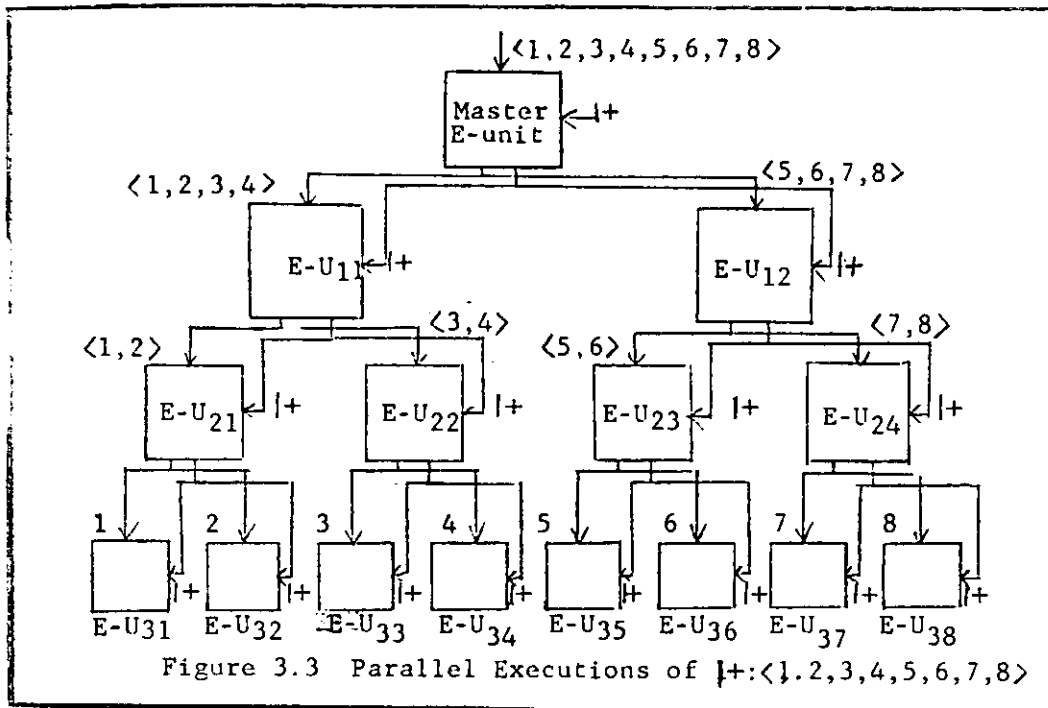 <1,2,3,4,5,6,7,8>
Master |+
E-unit
<1,2,3,4> <5,6,7,8>
E-U11 |+ E-U12 |+
<1,2> <3,4> <5,6> <7,8>
E-U21 |+ E-U22 |+ E-U23 |+ E-U24 |+
1 2 3 4 5 6 7 8
|+ |+ |+ |+ |+ |+ |+ |+
E-U31 E-U32 E-U33 E-U34 E-U35 E-U36 E-U37 E-U38
Figure 3.3 Parallel Executions of |+:<1.2,3,4,5,6,7,8>